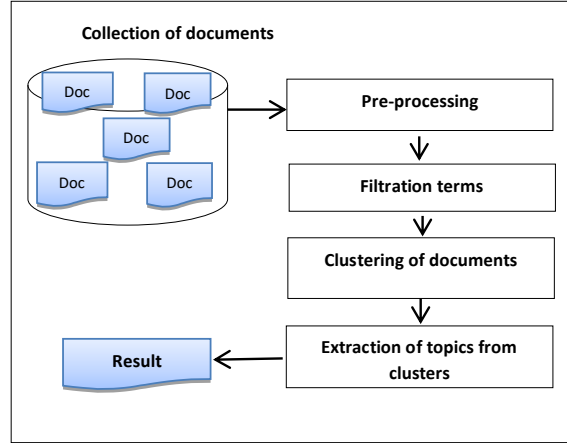 Collection of documents
Doc
Doc
Doc
Doc
Doc
Pre-processing
Filtration terms
Clustering of documents
Extraction of topics from
clusters
Result